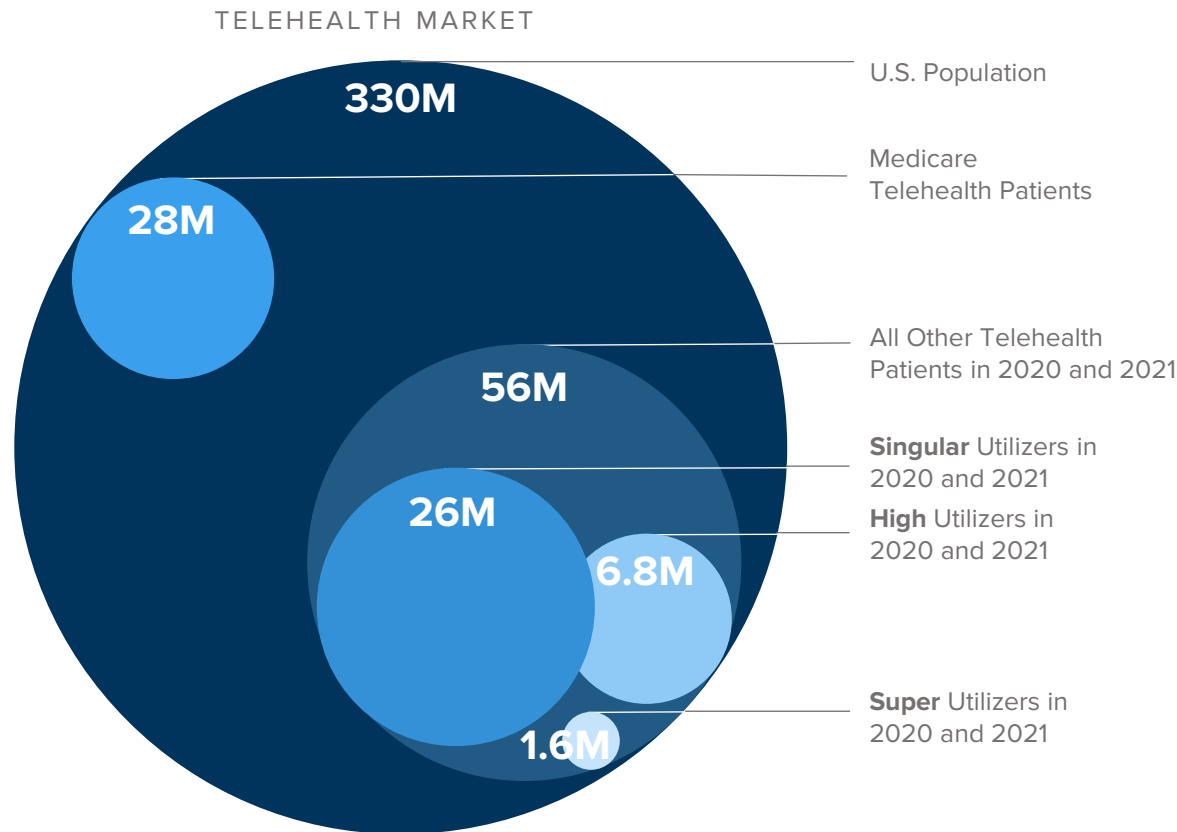 TELEHEALTH MARKET
330M
U.S. Population
Medicare
Telehealth Patients
28M
All Other Telehealth
Patients in 2020 and 2021
56M
Singular Utilizers in
2020 and 2021
26M
High Utilizers in
2020 and 2021
6.8M
Super Utilizers in
2020 and 2021
1.6M